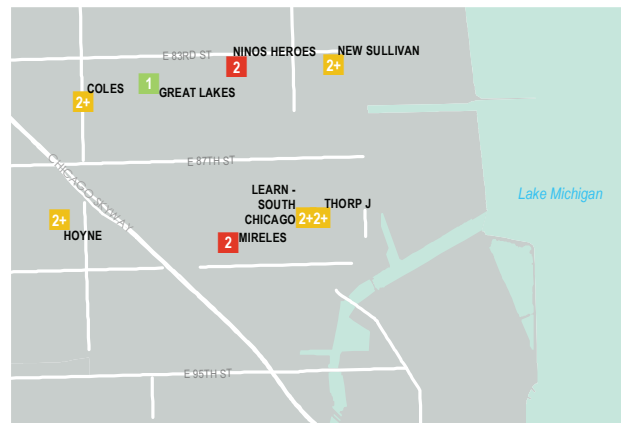 NINOS HEROES
NEW SULLIVAN
E 83RD ST
2
2+
COLES
1
GREAT LAKES
2+
CHICAGO SKYWAY
E 87TH ST
LEARN -
SOUTH
CHICAGO
THORP J
2+2+
Lake Michigan
2+
HOYNE
2
MIRELES
E 95TH ST